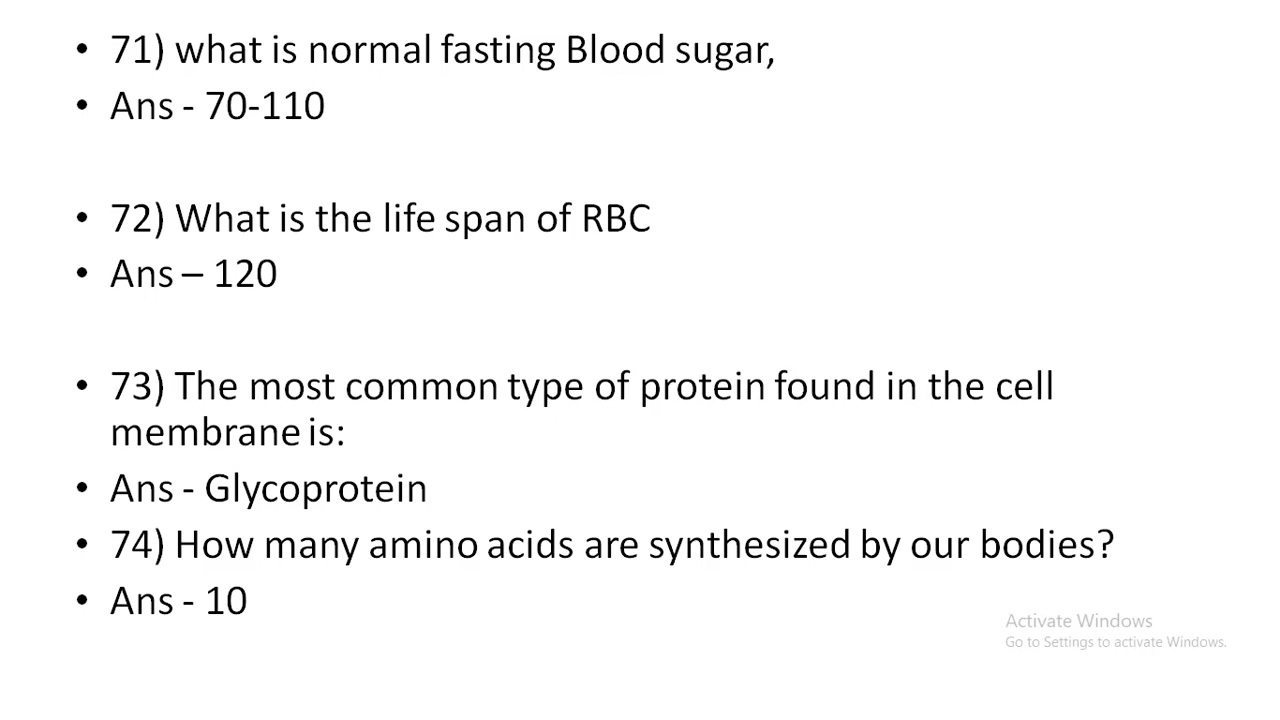 • 71) what is normal fasting Blood sugar,
• Ans - 70-110
• 72) What is the life span of RBC
• Ans – 120
• 73) The most common type of protein found in the cell
membrane is:
• Ans - Glycoprotein
• 74) How many amino acids are synthesized by our bodies?
• Ans - 10
Activate Windows
Go to Settings to activate Windows.